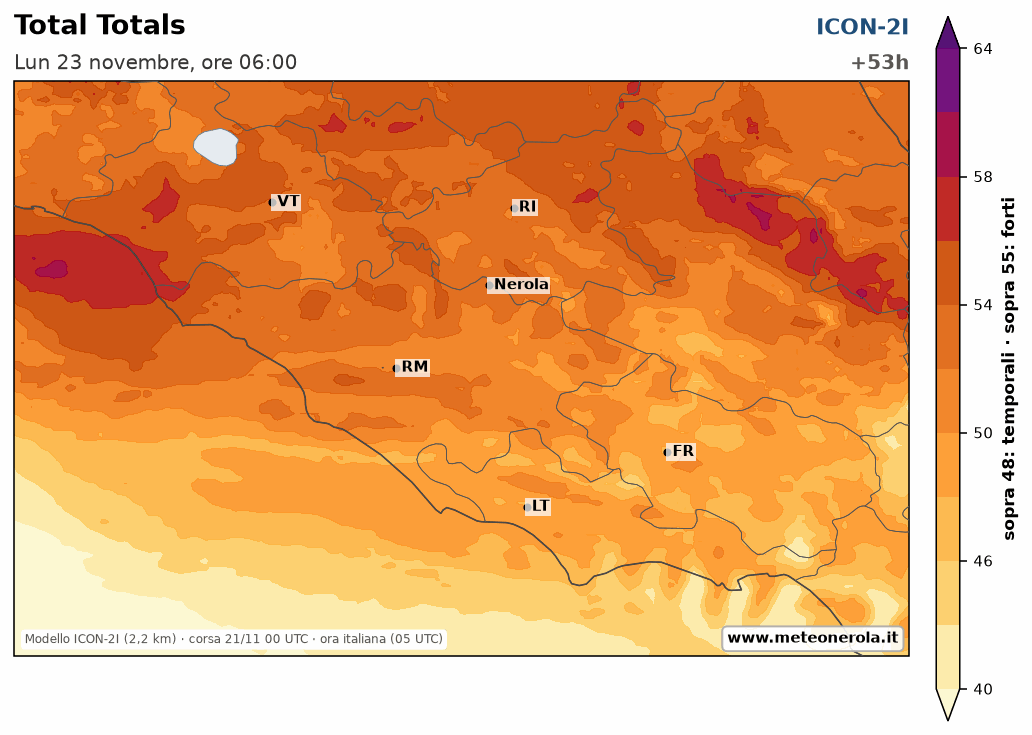 Total Totals
ICON-2I
Lun 23 novembre, ore 06:00
+53h
VT
RI
Nerola
RM
FR
LT
64
58
54
50
46
40
sopra 48: temporali · sopra 55: forti
Modello ICON-2I (2,2 km) · corsa 21/11 00 UTC · ora italiana (05 UTC)
www.meteonerola.it